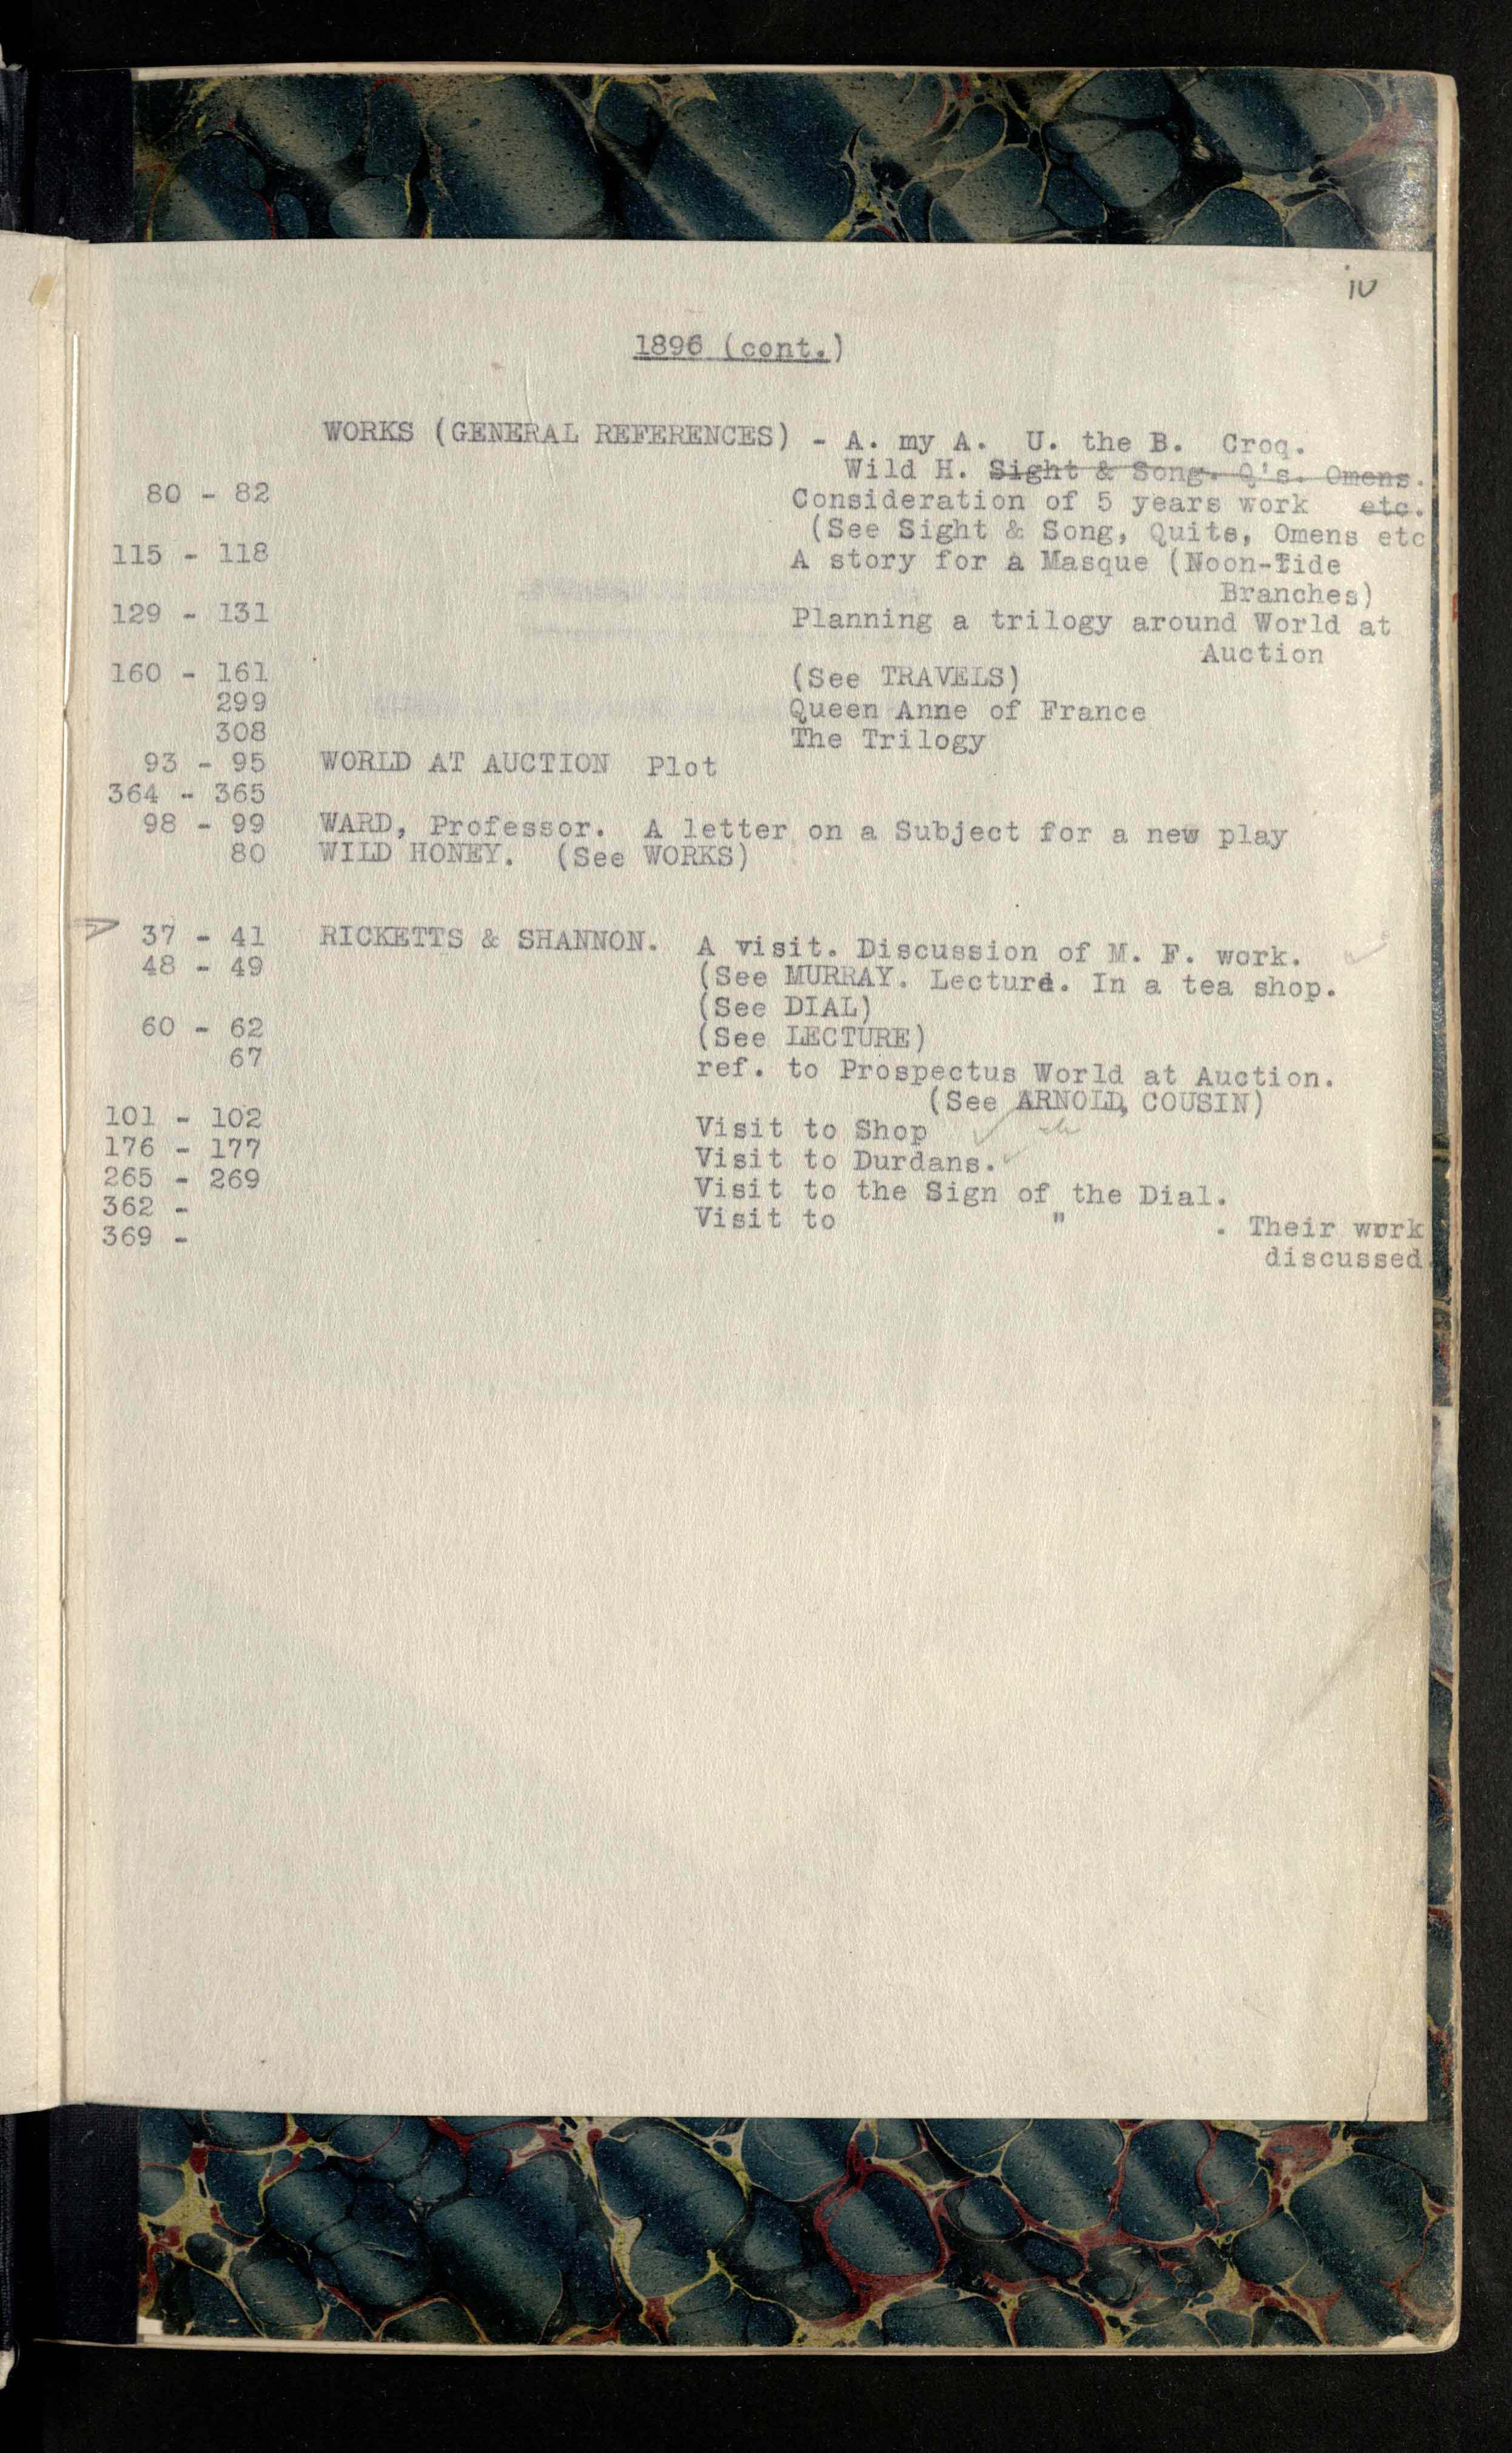 iv
1896 (cont.)
WORKS (GENERAL REFERENCES) - A. my A. U. the B. Croq.
Wild H. Sight & Song. Q's. Omens.
80 - 82 Consideration of 5 years work etc.
(See Sight & Song, Quits, Omens etc
115 - 118 A story for a Masque (Noon-Tide
Branches)
129 - 131 Planning a trilogy around World at
Auction
160 - 161 (See TRAVELS)
299 Queen Anne of France
308 The Trilogy
93 - 95 WORLD AT AUCTION Plot
364 - 365
98 - 99 WARD, Professor. A letter on a Subject for a new play
80 WILD HONEY. (See WORKS)
37 - 41 RICKETTS & SHANNON. A visit. Discussion of M. F. work.
48 - 49 (See MURRAY. Lecture. In a tea shop.
(See DIAL)
60 - 62 (See LECTURE)
67 ref. to Prospectus World at Auction.
(See ARNOLD, COUSIN)
101 - 102 Visit to Shop
176 - 177 Visit to Durdans.
265 - 269 Visit to the Sign of the Dial.
362 - Visit to " . Their work
369 - discussed.